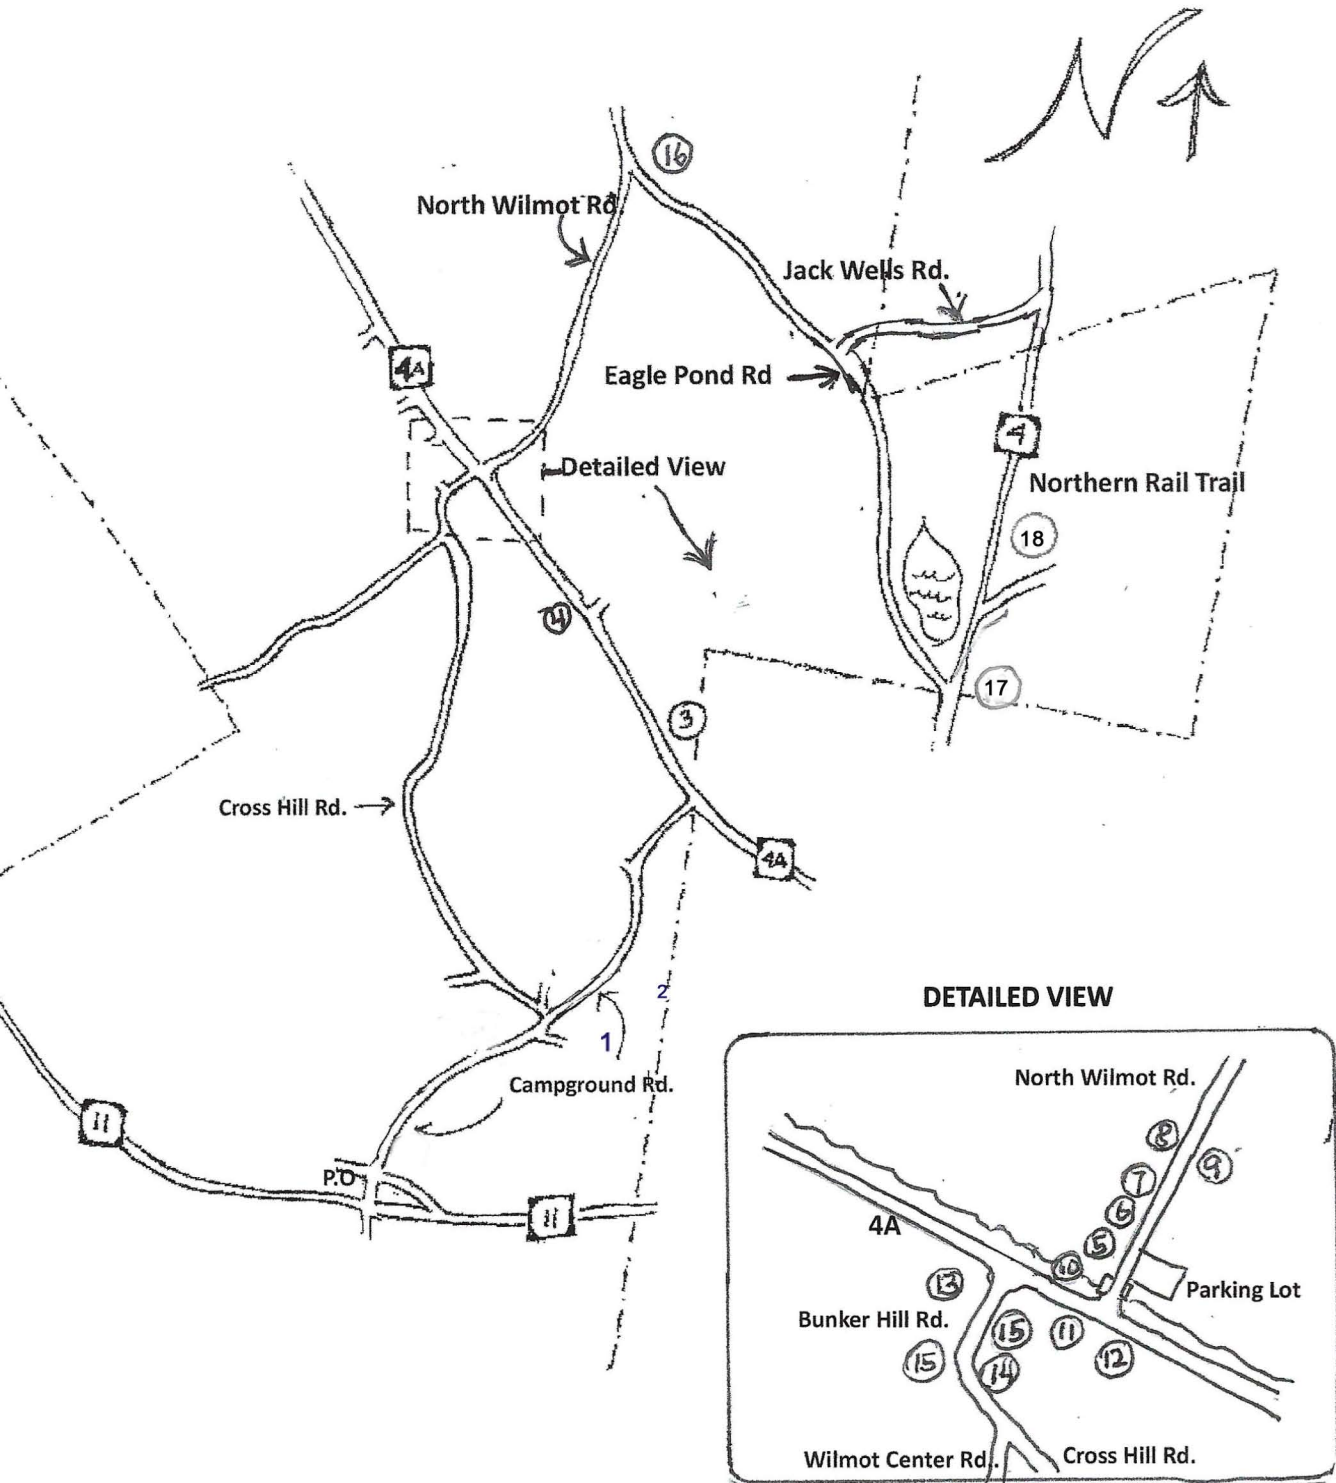 N
16
North Wilmot Rd
Jack Wells Rd.
4A
Eagle Pond Rd
4
Detailed View
Northern Rail Trail
18
4
17
3
Cross Hill Rd.
4A
2
1
Campground Rd.
11
P.O
11
DETAILED VIEW
North Wilmot Rd.
8
9
7
6
5
4A
10
13
Parking Lot
Bunker Hill Rd.
15
11
12
15
14
Wilmot Center Rd.
Cross Hill Rd.